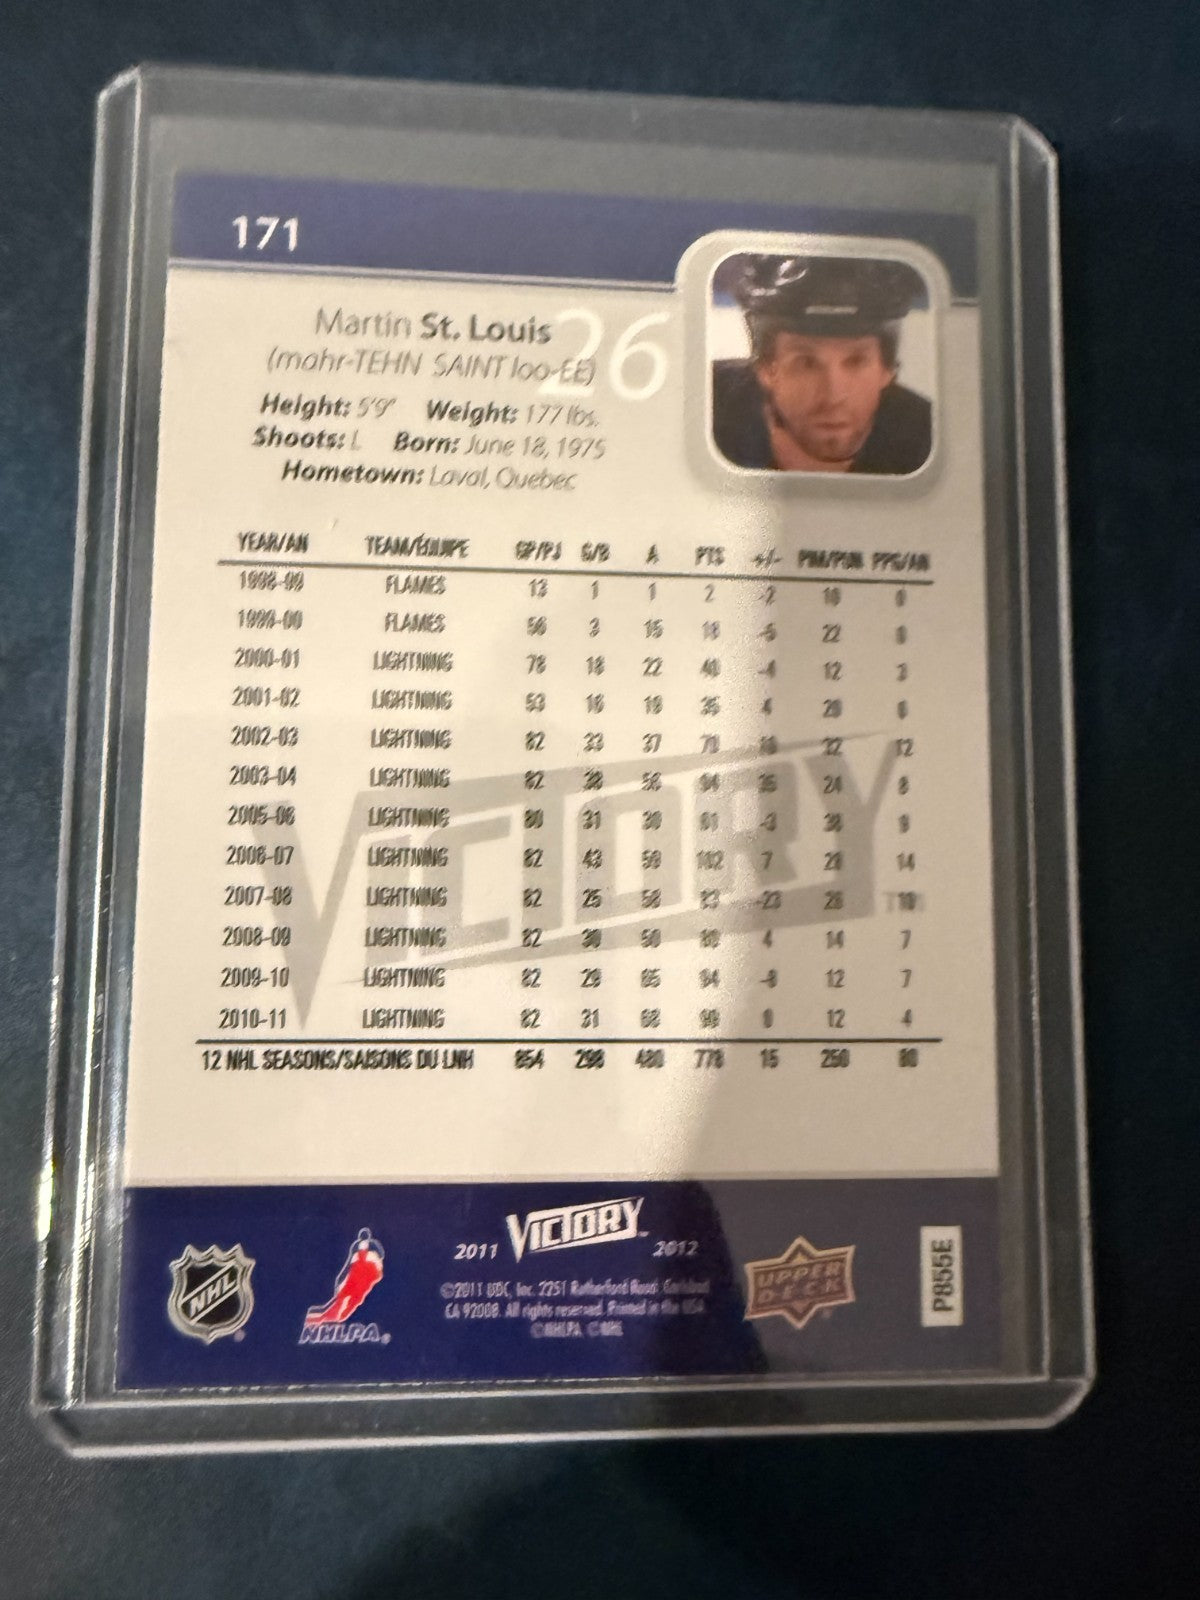 171
26
Martin St. Louis
(mahr-TEHN SAINT loo-EE)
Height: 5'9" Weight: 177 lbs.
Shoots: L Born: June 18, 1975
Hometown: Laval, Quebec
YEAR/AN TEAM/ÉQUIPE GP/PJ G/B A PTS +/- PIM/PUN PPG/AN
1998-99 FLAMES 13 1 1 2 -2 10 0
1999-00 FLAMES 56 3 15 18 -5 22 0
2000-01 LIGHTNING 78 18 22 40 -4 12 3
2001-02 LIGHTNING 53 16 19 35 4 20 6
2002-03 LIGHTNING 82 33 37 70 10 32 12
2003-04 LIGHTNING 82 38 56 94 35 24 8
2005-06 LIGHTNING 80 31 30 61 -3 38 9
2006-07 LIGHTNING 82 43 59 102 7 28 14
2007-08 LIGHTNING 82 25 58 83 -23 26 10
2008-09 LIGHTNING 82 30 50 80 4 14 7
2009-10 LIGHTNING 82 29 65 94 -8 12 7
2010-11 LIGHTNING 82 31 68 99 0 12 4
12 NHL SEASONS/SAISONS DU LNH 854 298 480 778 15 250 80
VICTORY
NHL
NHLPA
2011 VICTORY 2012
©2011 UDC, Inc. 2251 Rutherford Road Carlsbad
CA 92008. All rights reserved. Printed in the USA
©NHLPA ©NHL
UPPER
DECK
P855E